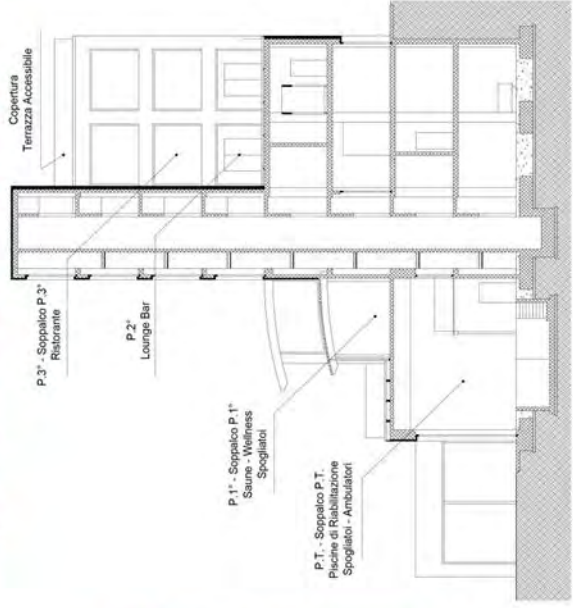 Copertura
Terrazza Accessibile
P.3° - Soppalco P.3°
Ristorante
P.2°
Lounge Bar
P.1° - Soppalco P.1°
Saune - Wellness
Spogliatoi
P.T. - Soppalco P.T.
Piscine di Riabilitazione
Spogliatoi - Ambulatori